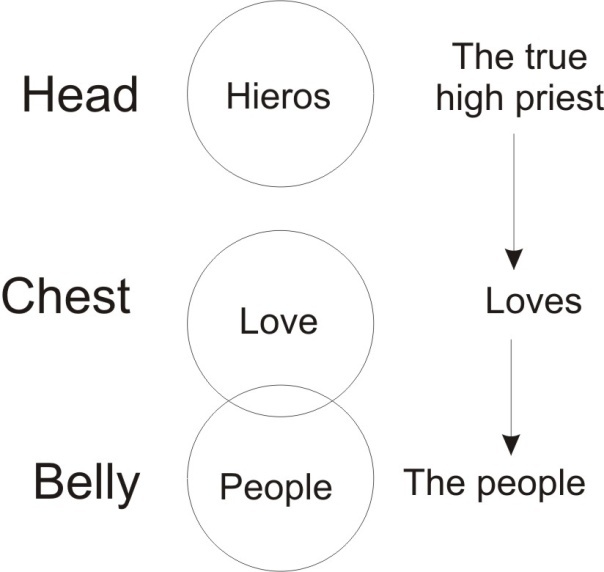 Head
Hieros
The true
high priest
Chest
Love
Loves
Belly
People
The people